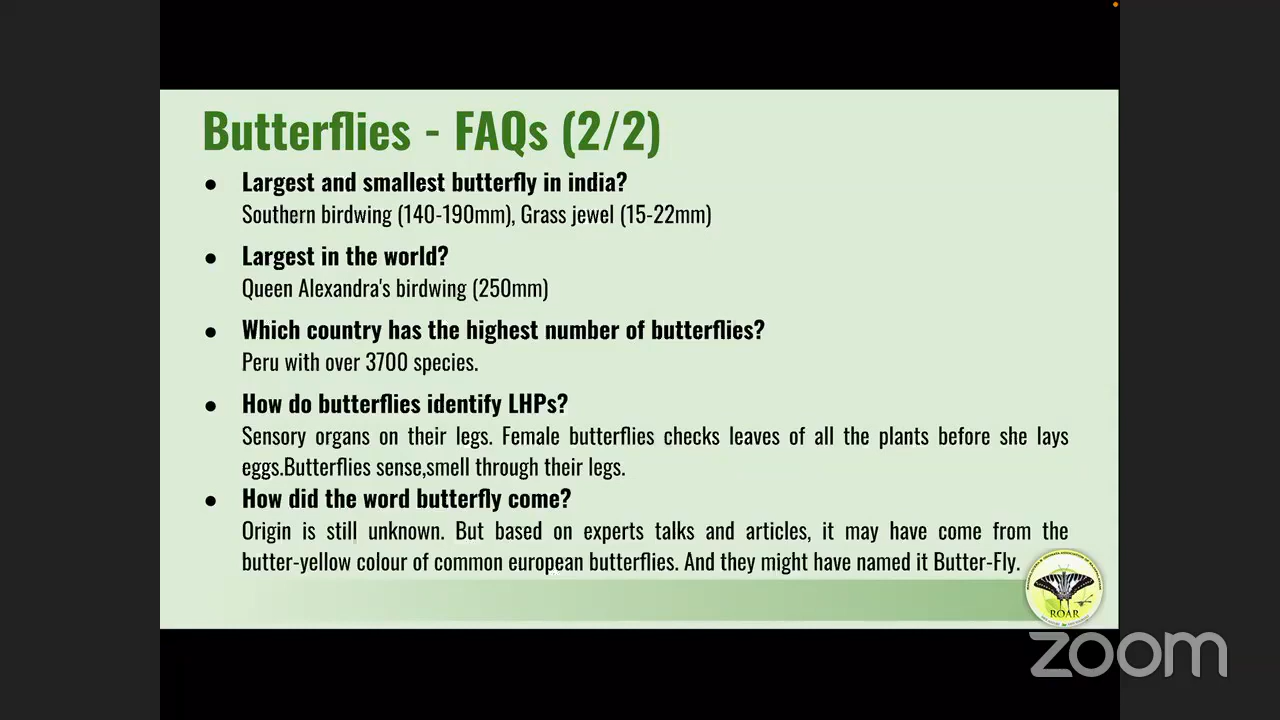 Butterflies - FAQs (2/2)
● Largest and smallest butterfly in india?
Southern birdwing (140-190mm), Grass jewel (15-22mm)
● Largest in the world?
Queen Alexandra's birdwing (250mm)
● Which country has the highest number of butterflies?
Peru with over 3700 species.
● How do butterflies identify LHPs?
Sensory organs on their legs. Female butterflies checks leaves of all the plants before she lays
eggs.Butterflies sense,smell through their legs.
● How did the word butterfly come?
Origin is still unknown. But based on experts talks and articles, it may have come from the
butter-yellow colour of common european butterflies. And they might have named it Butter-Fly.
ROAR
zoom